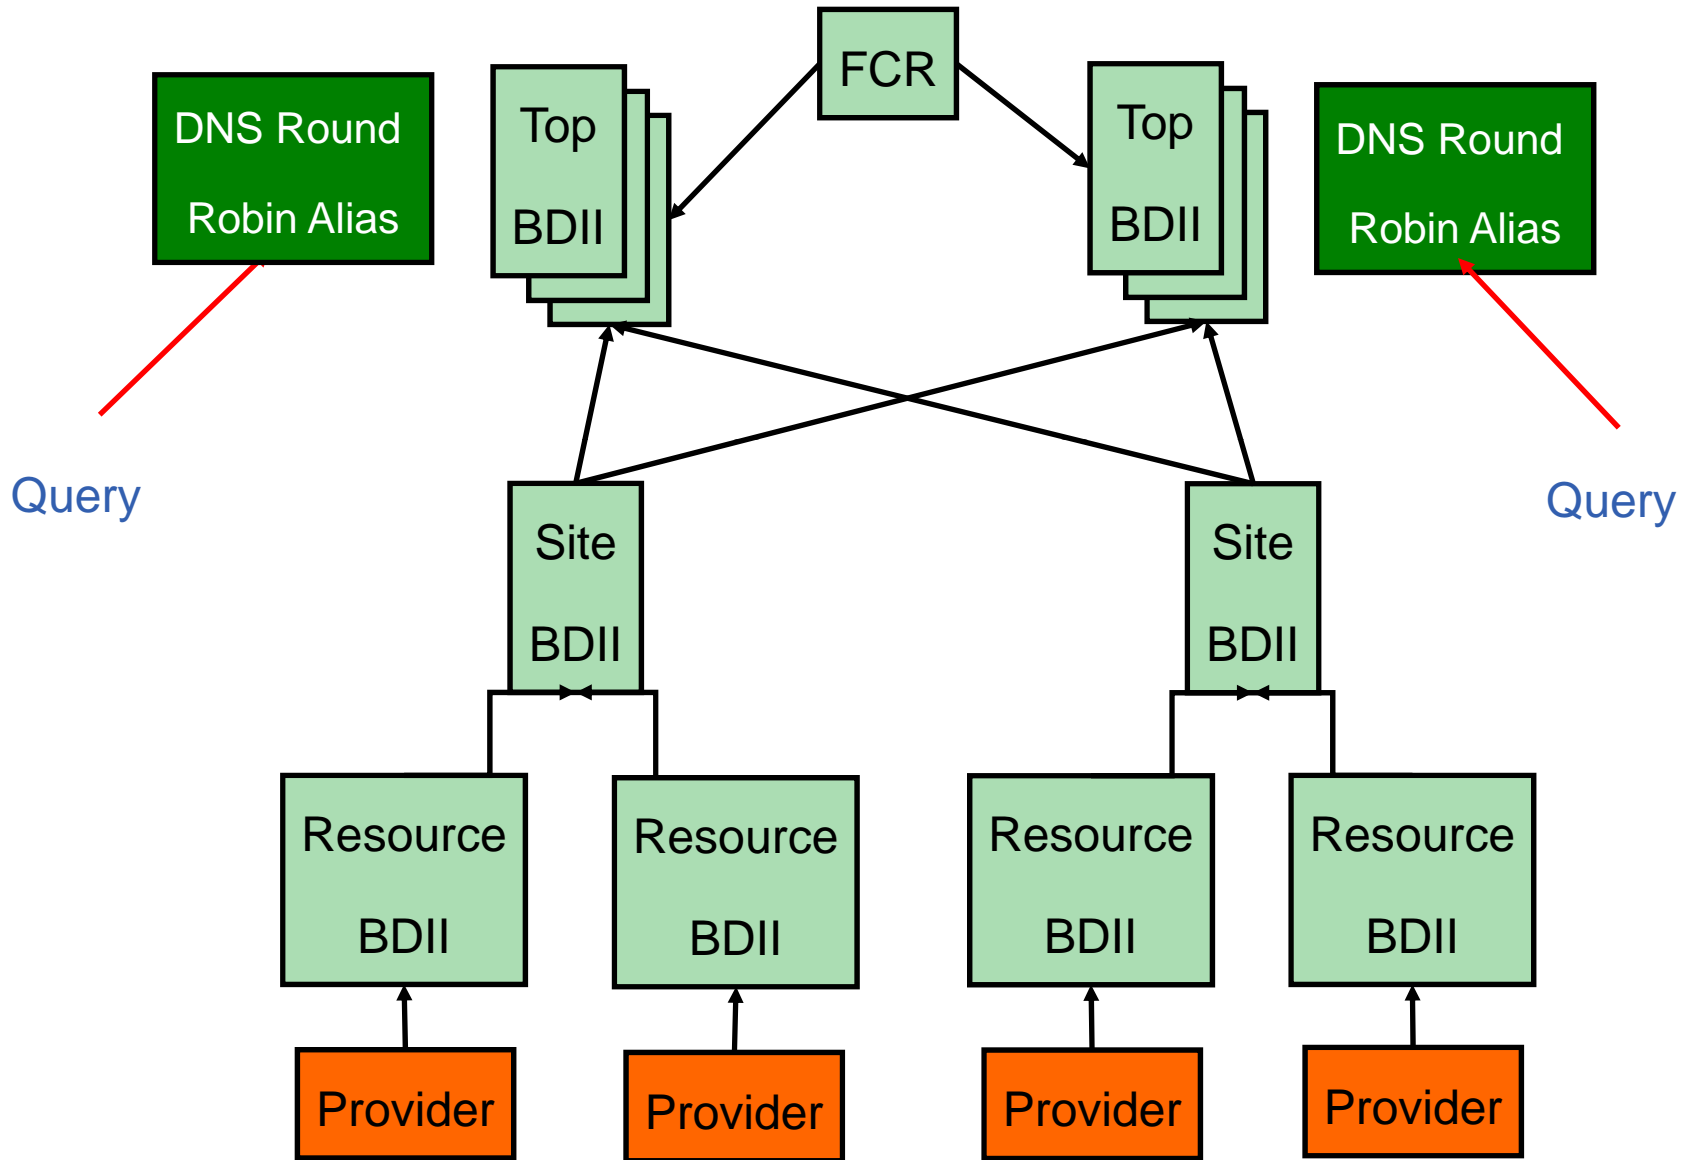 FCR
DNS Round
Robin Alias
Top
BDII
Top
BDII
DNS Round
Robin Alias
Query
Query
Site
BDII
Site
BDII
Resource
BDII
Resource
BDII
Resource
BDII
Resource
BDII
Provider
Provider
Provider
Provider